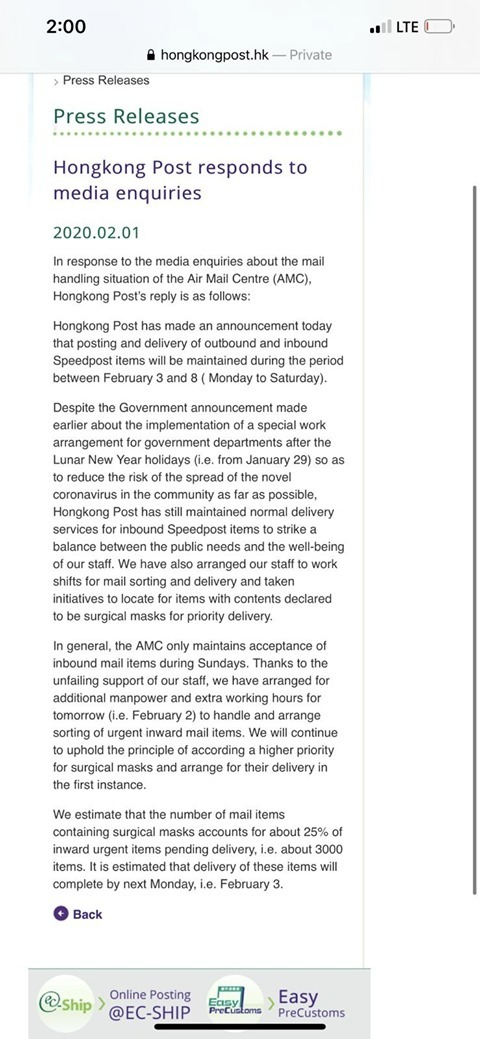 2:00
LTE
hongkongpost.hk — Private
› Press Releases
Press Releases
Hongkong Post responds to
media enquiries
2020.02.01
In response to the media enquiries about the mail
handling situation of the Air Mail Centre (AMC),
Hongkong Post's reply is as follows:
Hongkong Post has made an announcement today
that posting and delivery of outbound and inbound
Speedpost items will be maintained during the period
between February 3 and 8 ( Monday to Saturday).
Despite the Government announcement made
earlier about the implementation of a special work
arrangement for government departments after the
Lunar New Year holidays (i.e. from January 29) so as
to reduce the risk of the spread of the novel
coronavirus in the community as far as possible,
Hongkong Post has still maintained normal delivery
services for inbound Speedpost items to strike a
balance between the public needs and the well-being
of our staff. We have also arranged our staff to work
shifts for mail sorting and delivery and taken
initiatives to locate for items with contents declared
to be surgical masks for priority delivery.
In general, the AMC only maintains acceptance of
inbound mail items during Sundays. Thanks to the
unfailing support of our staff, we have arranged for
additional manpower and extra working hours for
tomorrow (i.e. February 2) to handle and arrange
sorting of urgent inward mail items. We will continue
to uphold the principle of according a higher priority
for surgical masks and arrange for their delivery in
the first instance.
We estimate that the number of mail items
containing surgical masks accounts for about 25% of
inward urgent items pending delivery, i.e. about 3000
items. It is estimated that delivery of these items will
complete by next Monday, i.e. February 3.
Back
ec-Ship
Online Posting
@EC-SHIP
Easy
PreCustoms
Easy
PreCustoms